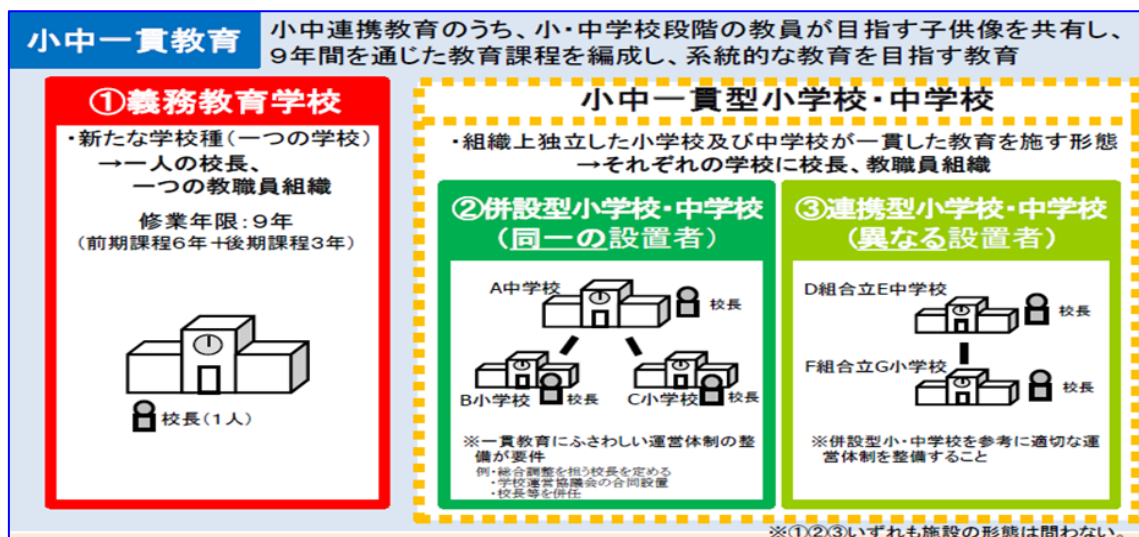 小中一貫教育
小中連携教育のうち、小・中学校段階の教員が目指す子供像を共有し、
9年間を通じた教育課程を編成し、系統的な教育を目指す教育
①義務教育学校
・新たな学校種(一つの学校)
→一人の校長、
一つの教職員組織
修業年限:9年
(前期課程6年+後期課程3年)
校長(1人)
小中一貫型小学校・中学校
・組織上独立した小学校及び中学校が一貫した教育を施す形態
→それぞれの学校に校長、教職員組織
②併設型小学校・中学校
(同一の設置者)
A中学校
校長
B小学校
校長
C小学校
校長
※一貫教育にふさわしい運営体制の整
備が要件
例・総合調整を担う校長を定める
・学校運営協議会の合同設置
・校長等を併任
③連携型小学校・中学校
(異なる設置者)
D組合立E中学校
校長
F組合立G小学校
校長
※併設型小・中学校を参考に適切な運
営体制を整備すること
※①②③いずれも施設の形態は問わない。